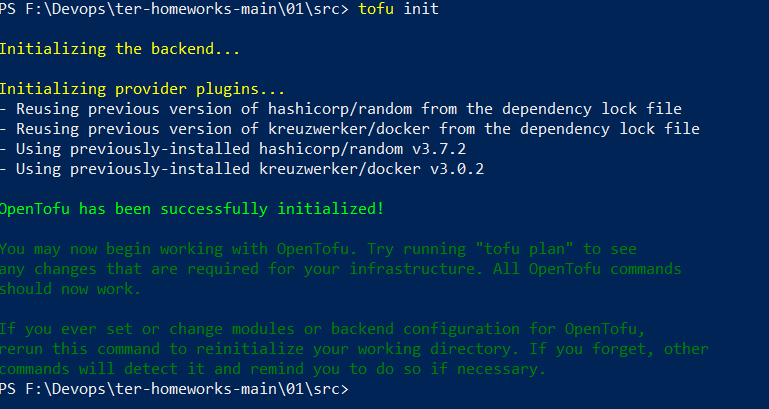 PS F:\Devops\ter-homeworks-main\01\src> tofu init
Initializing the backend...
Initializing provider plugins...
- Reusing previous version of hashicorp/random from the dependency lock file
- Reusing previous version of kreuzwerker/docker from the dependency lock file
- Using previously-installed hashicorp/random v3.7.2
- Using previously-installed kreuzwerker/docker v3.0.2
OpenTofu has been successfully initialized!
You may now begin working with OpenTofu. Try running "tofu plan" to see
any changes that are required for your infrastructure. All OpenTofu commands
should now work.
If you ever set or change modules or backend configuration for OpenTofu,
rerun this command to reinitialize your working directory. If you forget, other
commands will detect it and remind you to do so if necessary.
PS F:\Devops\ter-homeworks-main\01\src>